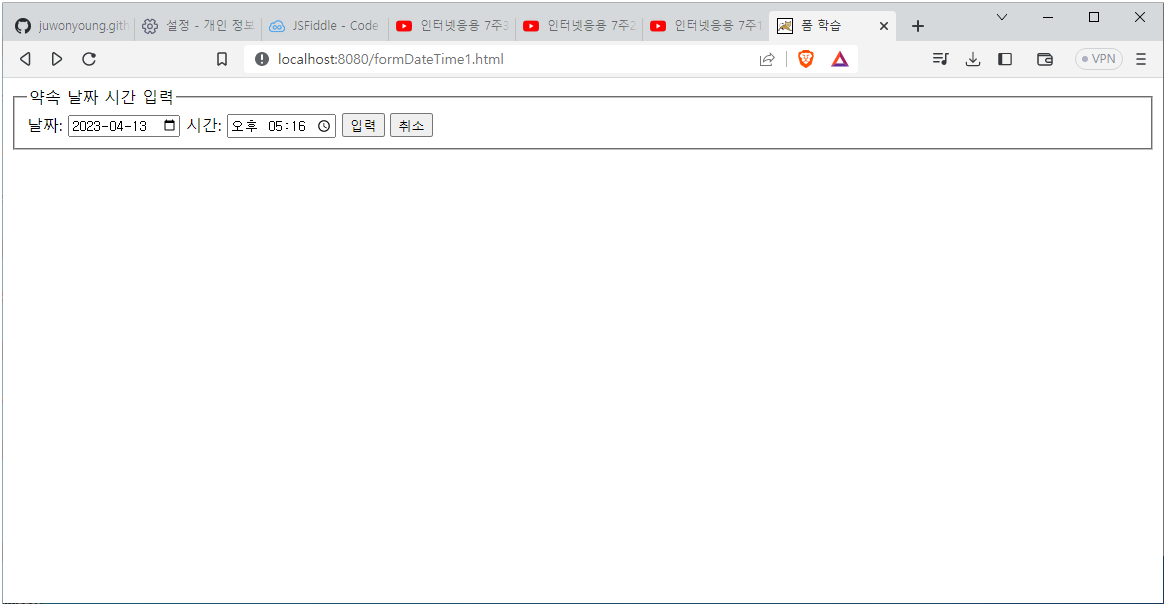 juwonyoung.gith
설정 - 개인 정보
JSFiddle - Code
인터넷응용 7주3
인터넷응용 7주2
인터넷응용 7주1
폼 학습
localhost:8080/formDateTime1.html
VPN
약속 날짜 시간 입력
날짜: 2023-04-13 시간: 오후 05:16 입력 취소